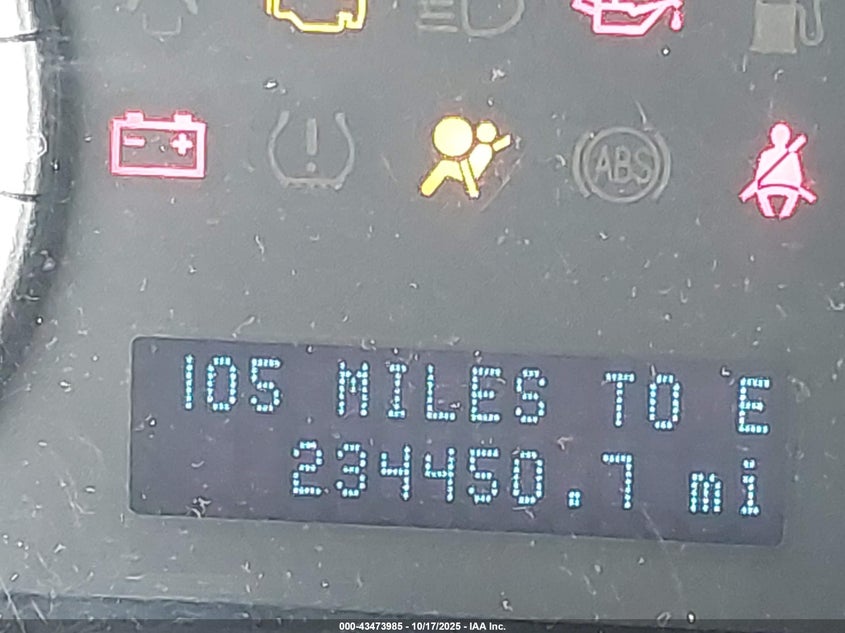 ABS
105 MILES TO E
234450.7 mi
000-43473985 - 10/17/2025 - IAA Inc.